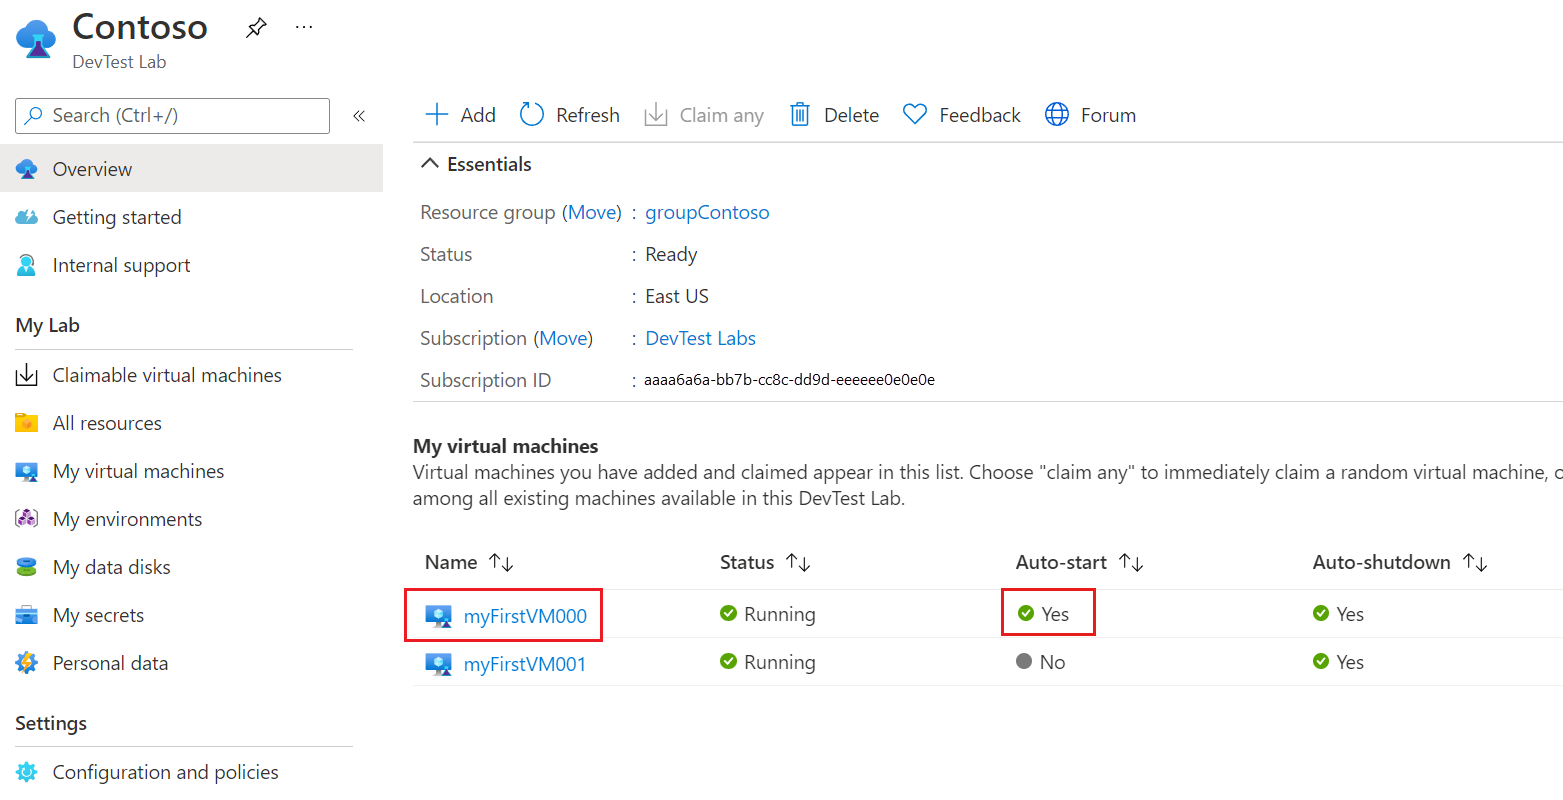 Contoso
DevTest Lab
Search (Ctrl+/)
Overview
Getting started
Internal support
My Lab
Claimable virtual machines
All resources
My virtual machines
My environments
My data disks
My secrets
Personal data
Settings
Configuration and policies
Add Refresh Claim any Delete Feedback Forum
Essentials
Resource group (Move) : groupContoso
Status : Ready
Location : East US
Subscription (Move) : DevTest Labs
Subscription ID : aaaa6a6a-bb7b-cc8c-dd9d-eeeeee0e0e0e
My virtual machines
Virtual machines you have added and claimed appear in this list. Choose "claim any" to immediately claim a random virtual machine,
among all existing machines available in this DevTest Lab.
Name Status Auto-start Auto-shutdown
myFirstVM000 Running Yes Yes
myFirstVM001 Running No Yes